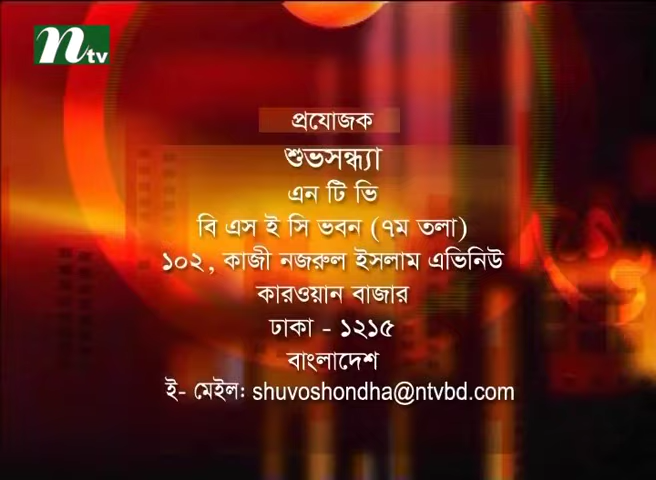 ntv
প্রযোজক
শুভসন্ধ্যা
এন টি ভি
বি এস ই সি ভবন (৭ম তলা)
১০২, কাজী নজরুল ইসলাম এভিনিউ
কারওয়ান বাজার
ঢাকা - ১২১৫
বাংলাদেশ
ই- মেইলঃ shuvoshondha@ntvbd.com